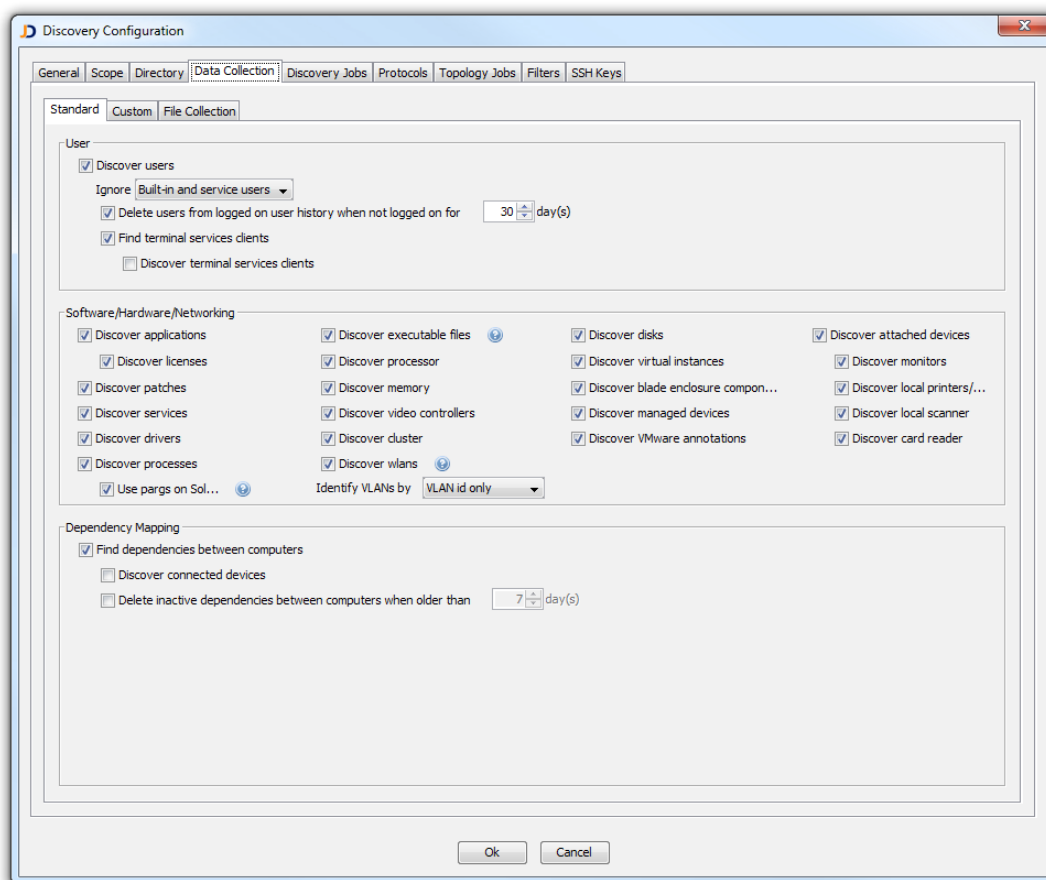 Discovery Configuration
General Scope Directory Data Collection Discovery Jobs Protocols Topology Jobs Filters SSH Keys
Standard Custom File Collection
User
Discover users
Ignore Built-in and service users
Delete users from logged on user history when not logged on for 30 day(s)
Find terminal services clients
Discover terminal services clients
Software/Hardware/Networking
Discover applications Discover executable files Discover disks Discover attached devices
Discover licenses Discover processor Discover virtual instances Discover monitors
Discover patches Discover memory Discover blade enclosure compon... Discover local printers/...
Discover services Discover video controllers Discover managed devices Discover local scanner
Discover drivers Discover cluster Discover VMware annotations Discover card reader
Discover processes Discover wlans
Use pargs on Sol... Identify VLANs by VLAN id only
Dependency Mapping
Find dependencies between computers
Discover connected devices
Delete inactive dependencies between computers when older than 7 day(s)
Ok Cancel